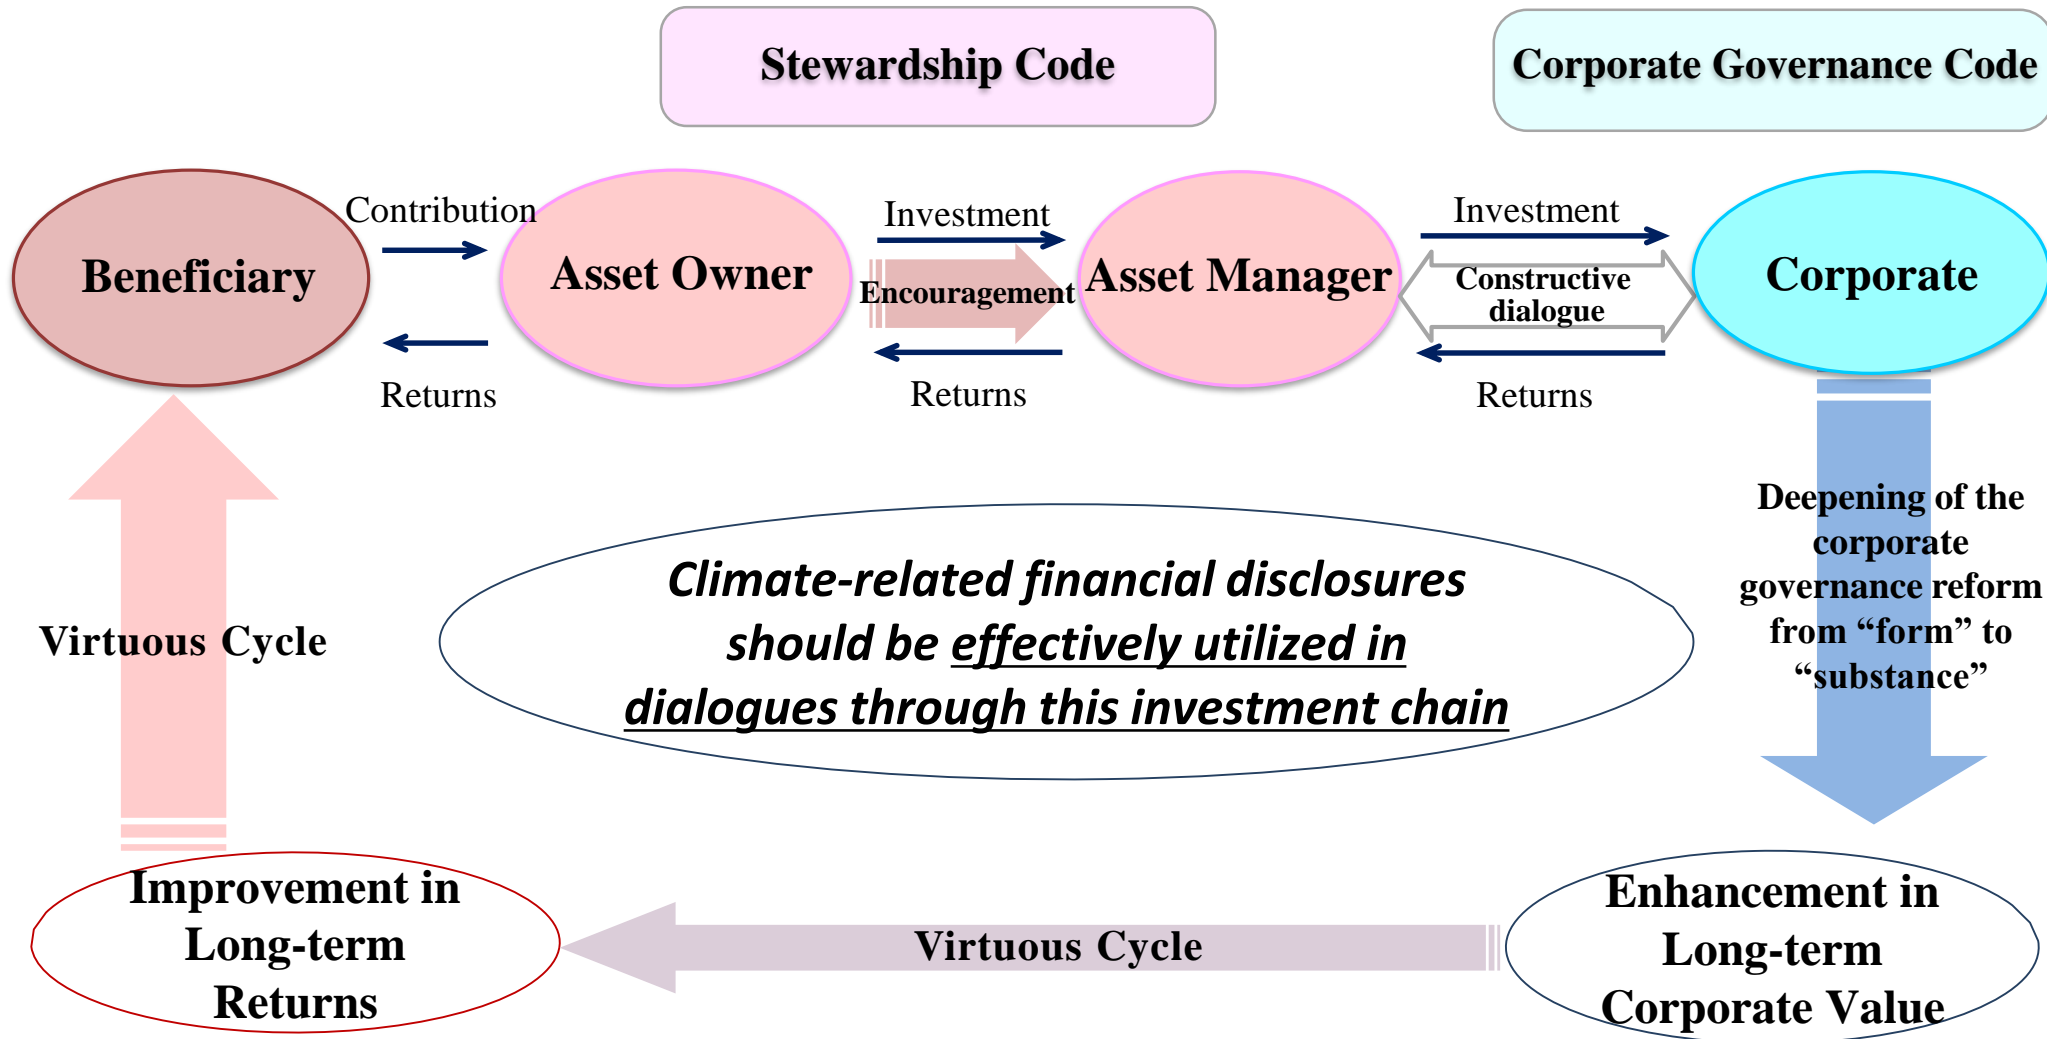 Stewardship Code
Corporate Governance Code
Beneficiary
Contribution
Returns
Asset Owner
Investment
Encouragement
Returns
Asset Manager
Investment
Constructive
dialogue
Returns
Corporate
Deepening of the
corporate
governance reform
from “form” to
“substance”
Climate-related financial disclosures
should be effectively utilized in
dialogues through this investment chain
Virtuous Cycle
Improvement in
Long-term
Returns
Virtuous Cycle
Enhancement in
Long-term
Corporate Value